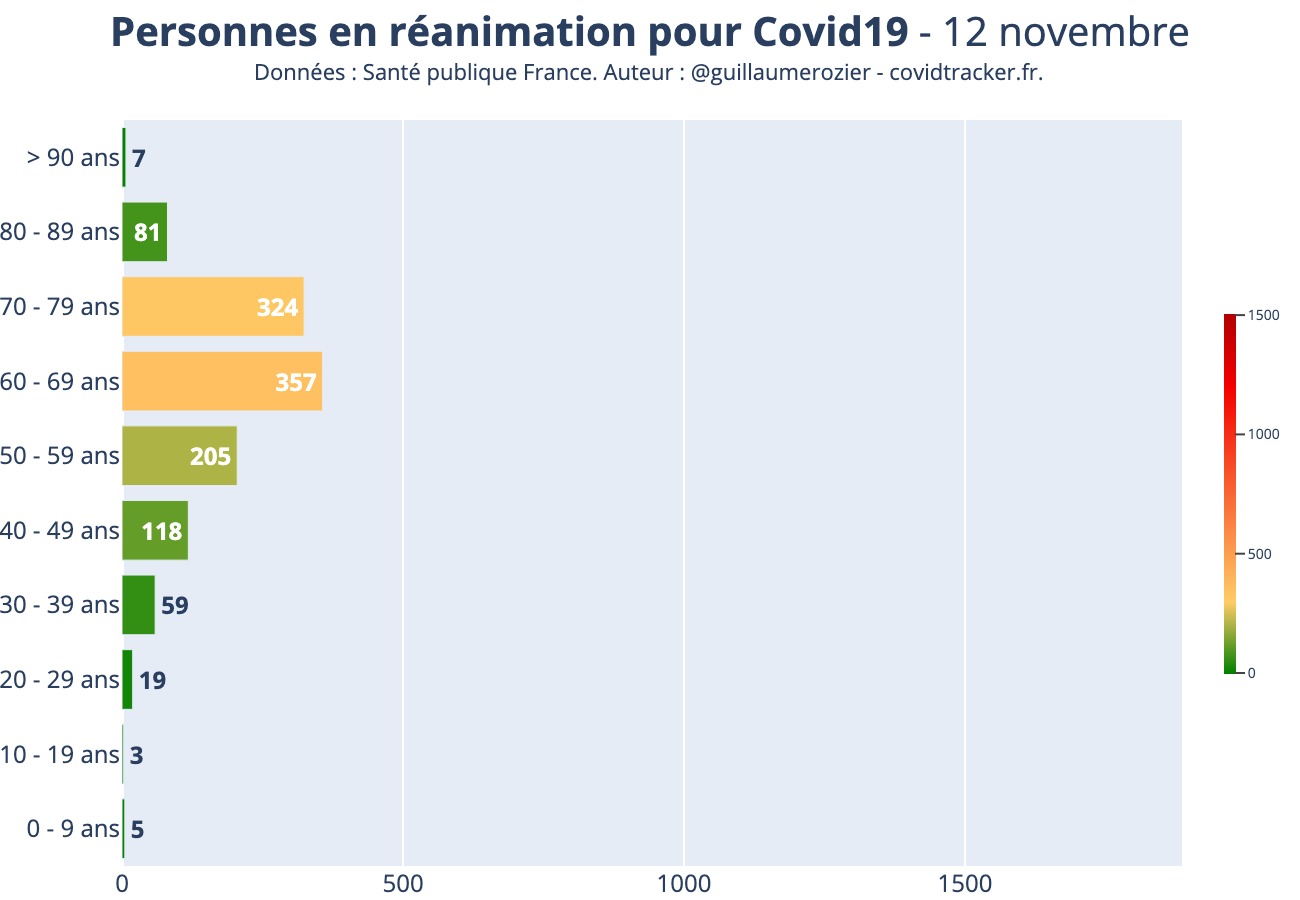 Personnes en réanimation pour Covid19 - 12 novembre
Données : Santé publique France. Auteur : @guillaumerozier - covidtracker.fr.
> 90 ans 7
80 - 89 ans 81
70 - 79 ans 324
60 - 69 ans 357
50 - 59 ans 205
40 - 49 ans 118
30 - 39 ans 59
20 - 29 ans 19
10 - 19 ans 3
0 - 9 ans 5
0 500 1000 1500
1500
1000
500
0